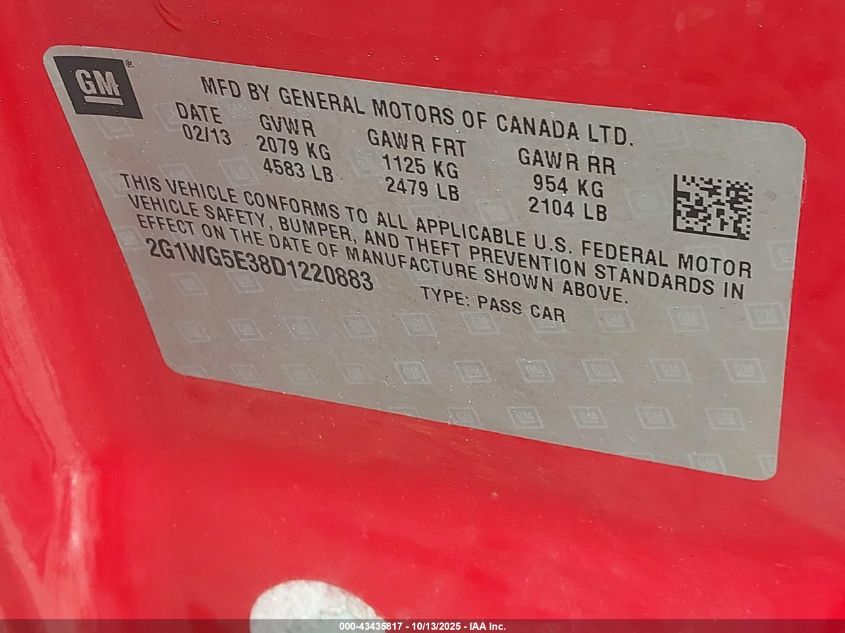 GM
MFD BY GENERAL MOTORS OF CANADA LTD.
DATE GVWR GAWR FRT GAWR RR
02/13 2079 KG 1125 KG 954 KG
4583 LB 2479 LB 2104 LB
THIS VEHICLE CONFORMS TO ALL APPLICABLE U.S. FEDERAL MOTOR
VEHICLE SAFETY, BUMPER, AND THEFT PREVENTION STANDARDS IN
EFFECT ON THE DATE OF MANUFACTURE SHOWN ABOVE.
2G1WG5E38D1220883 TYPE: PASS CAR
000-43435817 - 10/13/2025 - IAA Inc.